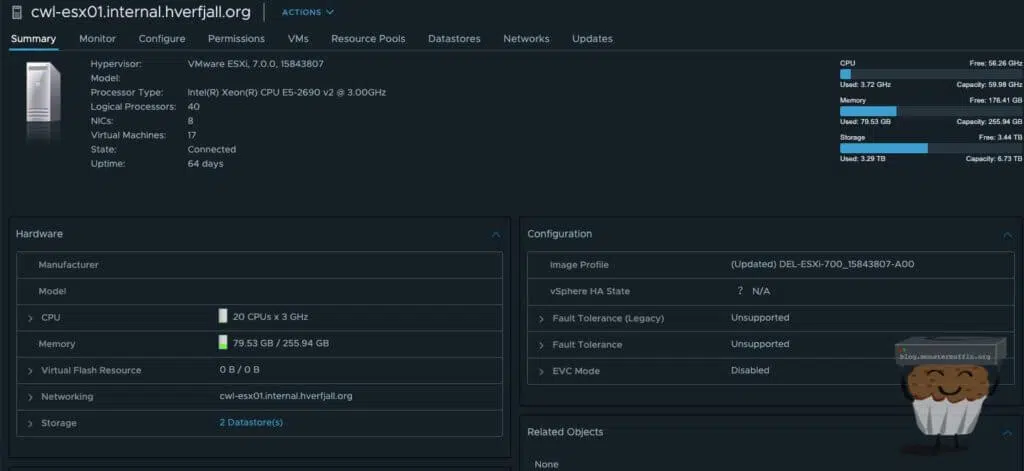 cwl-esx01.internal.hverfjall.org ACTIONS
Summary Monitor Configure Permissions VMs Resource Pools Datastores Networks Updates
Hypervisor: VMware ESXi, 7.0.0, 15843807
Model:
Processor Type: Intel(R) Xeon(R) CPU E5-2690 v2 @ 3.00GHz
Logical Processors: 40
NICs: 8
Virtual Machines: 17
State: Connected
Uptime: 64 days
CPU Free: 56.26 GHz
Used: 3.72 GHz Capacity: 59.98 GHz
Memory Free: 176.41 GB
Used: 79.53 GB Capacity: 255.94 GB
Storage Free: 3.44 TB
Used: 3.29 TB Capacity: 6.73 TB
Hardware
Manufacturer
Model
CPU 20 CPUs x 3 GHz
Memory 79.53 GB / 255.94 GB
Virtual Flash Resource 0 B / 0 B
Networking cwl-esx01.internal.hverfjall.org
Storage 2 Datastore(s)
Configuration
Image Profile (Updated) DEL-ESXi-700_15843807-A00
vSphere HA State ? N/A
Fault Tolerance (Legacy) Unsupported
Fault Tolerance Unsupported
EVC Mode Disabled
blog.monstermuffin.org
Related Objects
None